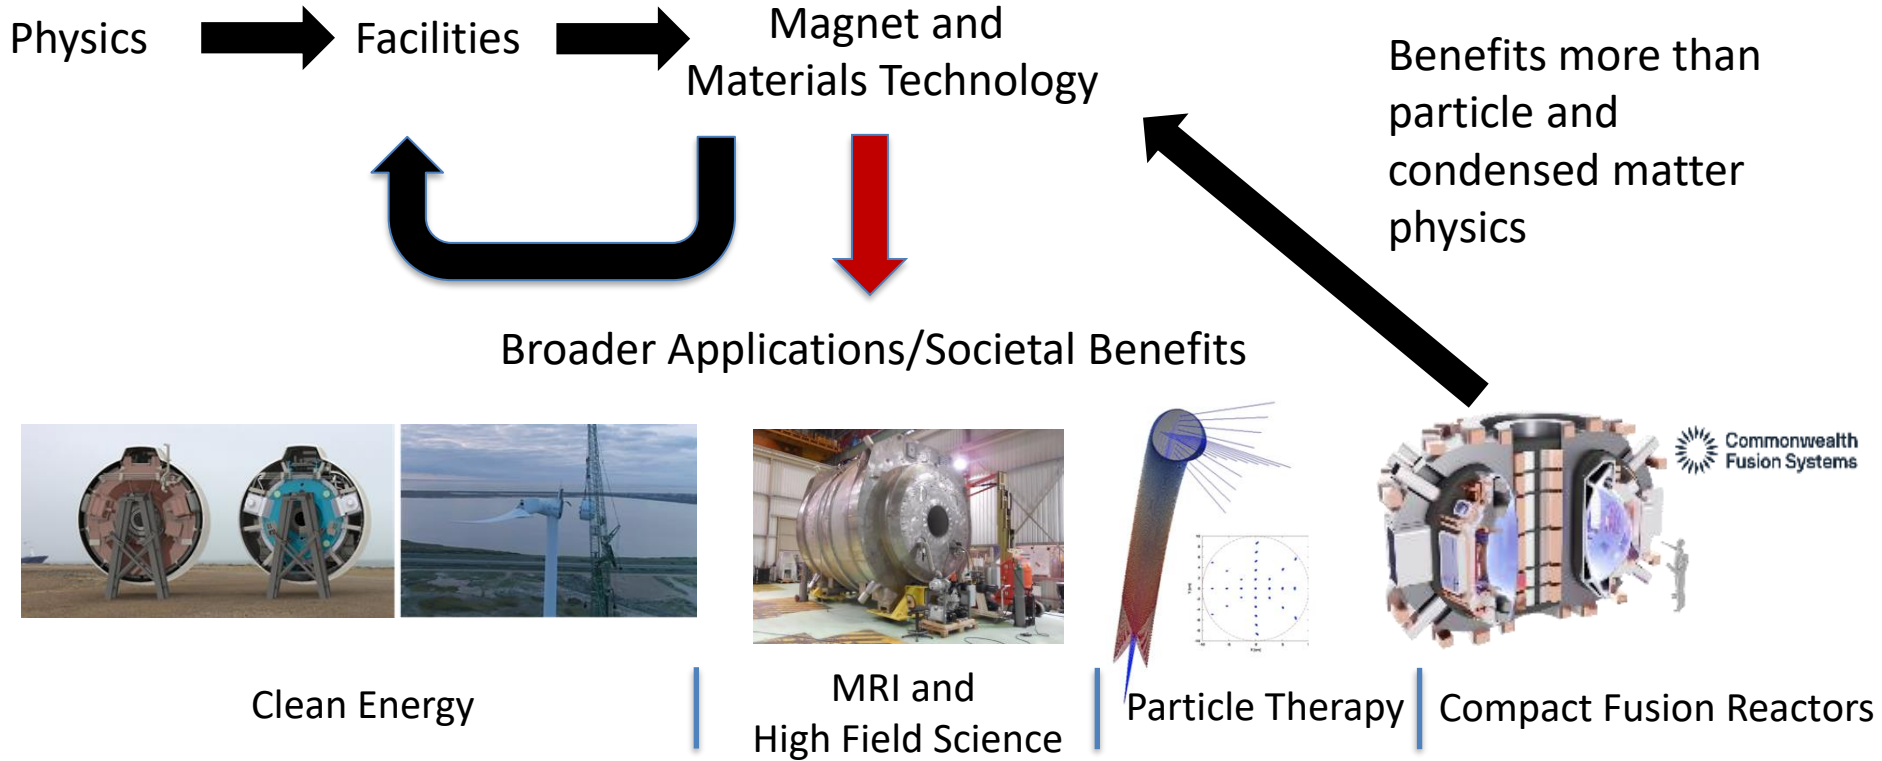 Physics
Facilities
Magnet and
Materials Technology
Benefits more than
particle and
condensed matter
physics
Broader Applications/Societal Benefits
Commonwealth
Fusion Systems
Clean Energy
MRI and
High Field Science
Particle Therapy
Compact Fusion Reactors